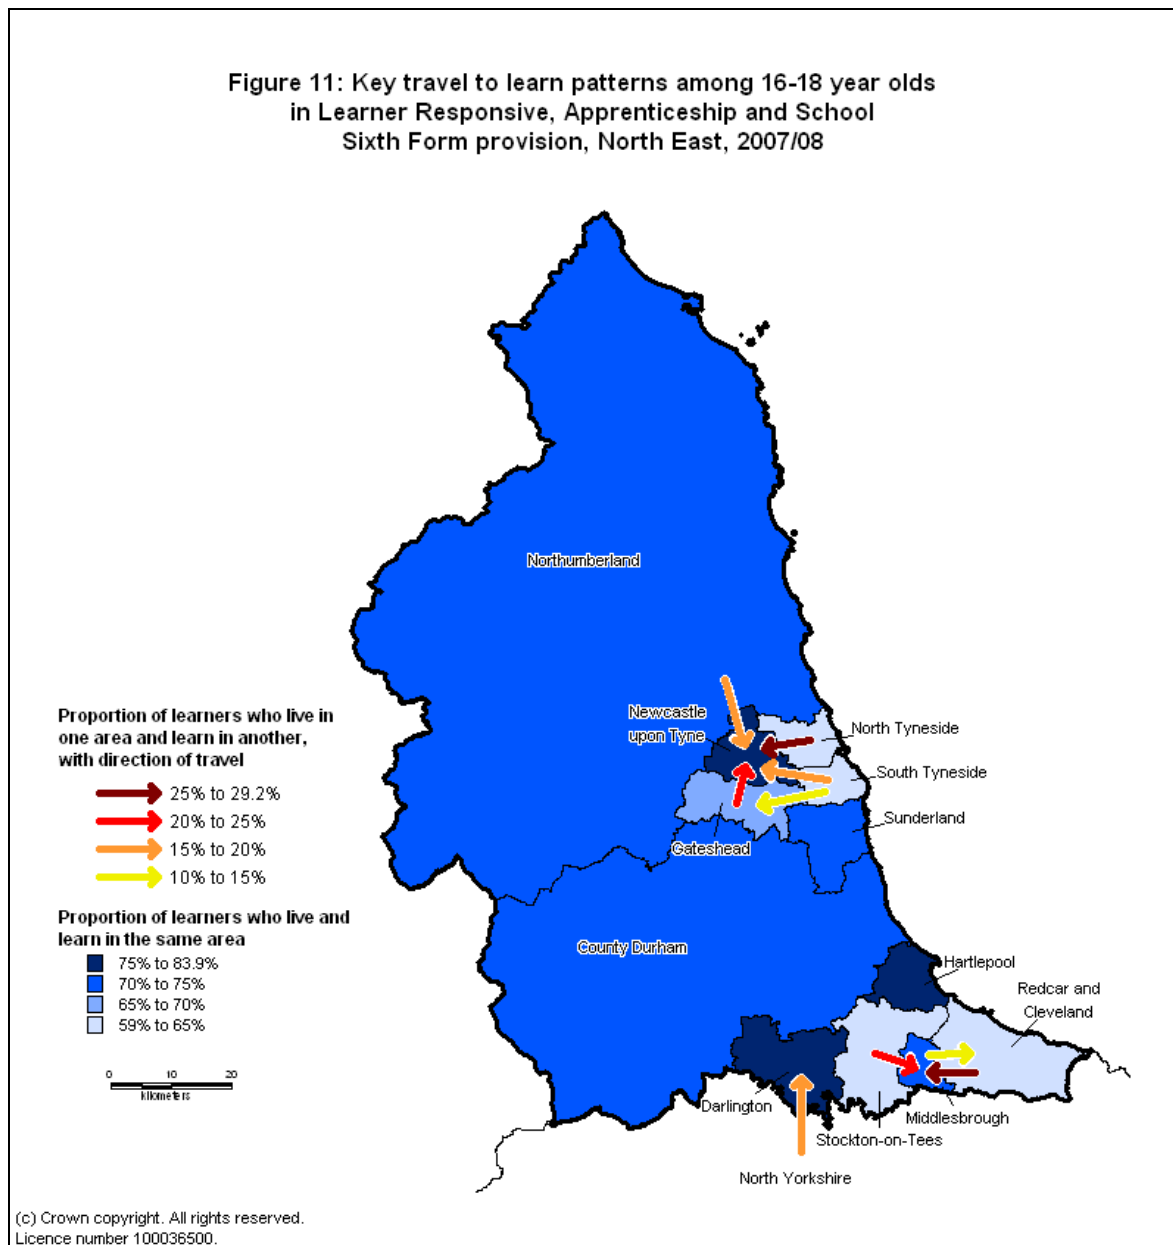 Figure 11: Key travel to learn patterns among 16-18 year olds
in Learner Responsive, Apprenticeship and School
Sixth Form provision, North East, 2007/08
Northumberland
Newcastle
upon Tyne
North Tyneside
South Tyneside
Sunderland
Gateshead
County Durham
Hartlepool
Redcar and
Cleveland
Darlington
Middlesbrough
Stockton-on-Tees
North Yorkshire
Proportion of learners who live in
one area and learn in another,
with direction of travel
25% to 29.2%
20% to 25%
15% to 20%
10% to 15%
Proportion of learners who live and
learn in the same area
75% to 83.9%
70% to 75%
65% to 70%
59% to 65%
0 10 20
kilometers
(c) Crown copyright. All rights reserved.
Licence number 100036500.